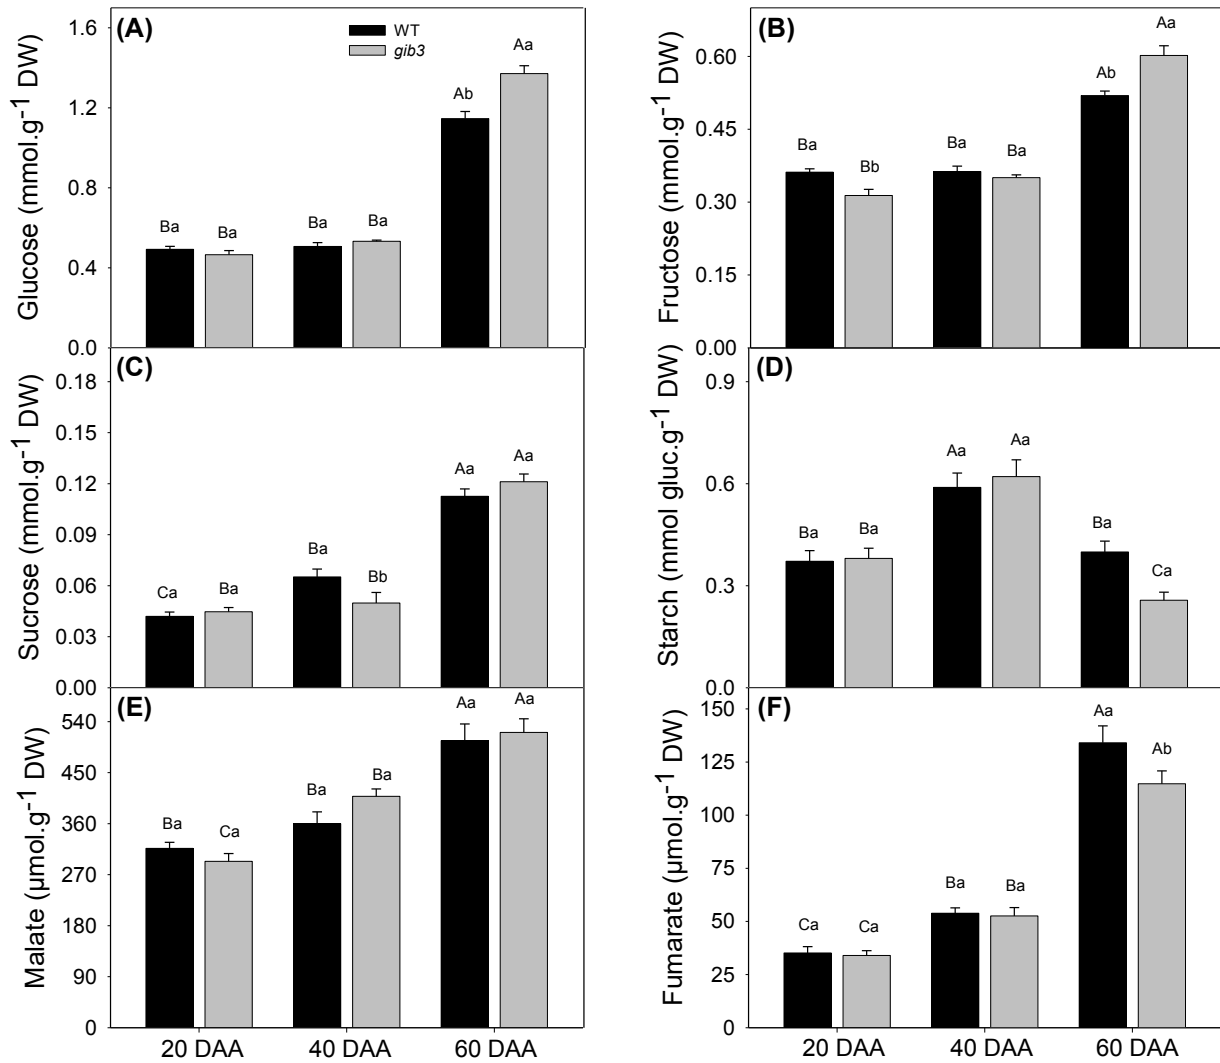 (A)
WT
gib3
Glucose (mmol.g⁻¹ DW)
1.6
1.2
0.8
0.4
0.0
Ba
Ba
Ba
Ba
Ab
Aa
(B)
Fructose (mmol.g⁻¹ DW)
0.60
0.45
0.30
0.15
0.00
Ba
Bb
Ba
Ba
Ab
Aa
(C)
Sucrose (mmol.g⁻¹ DW)
0.18
0.15
0.12
0.09
0.06
0.03
0.00
Ca
Ba
Ba
Bb
Aa
Aa
(D)
Starch (mmol gluc.g⁻¹ DW)
0.9
0.6
0.3
0.0
Ba
Ba
Aa
Aa
Ba
Ca
(E)
Malate (µmol.g⁻¹ DW)
540
450
360
270
180
90
0
Ba
Ca
Ba
Ba
Aa
Aa
20 DAA
40 DAA
60 DAA
(F)
Fumarate (µmol.g⁻¹ DW)
150
125
100
75
50
25
0
Ca
Ca
Ba
Ba
Aa
Ab
20 DAA
40 DAA
60 DAA